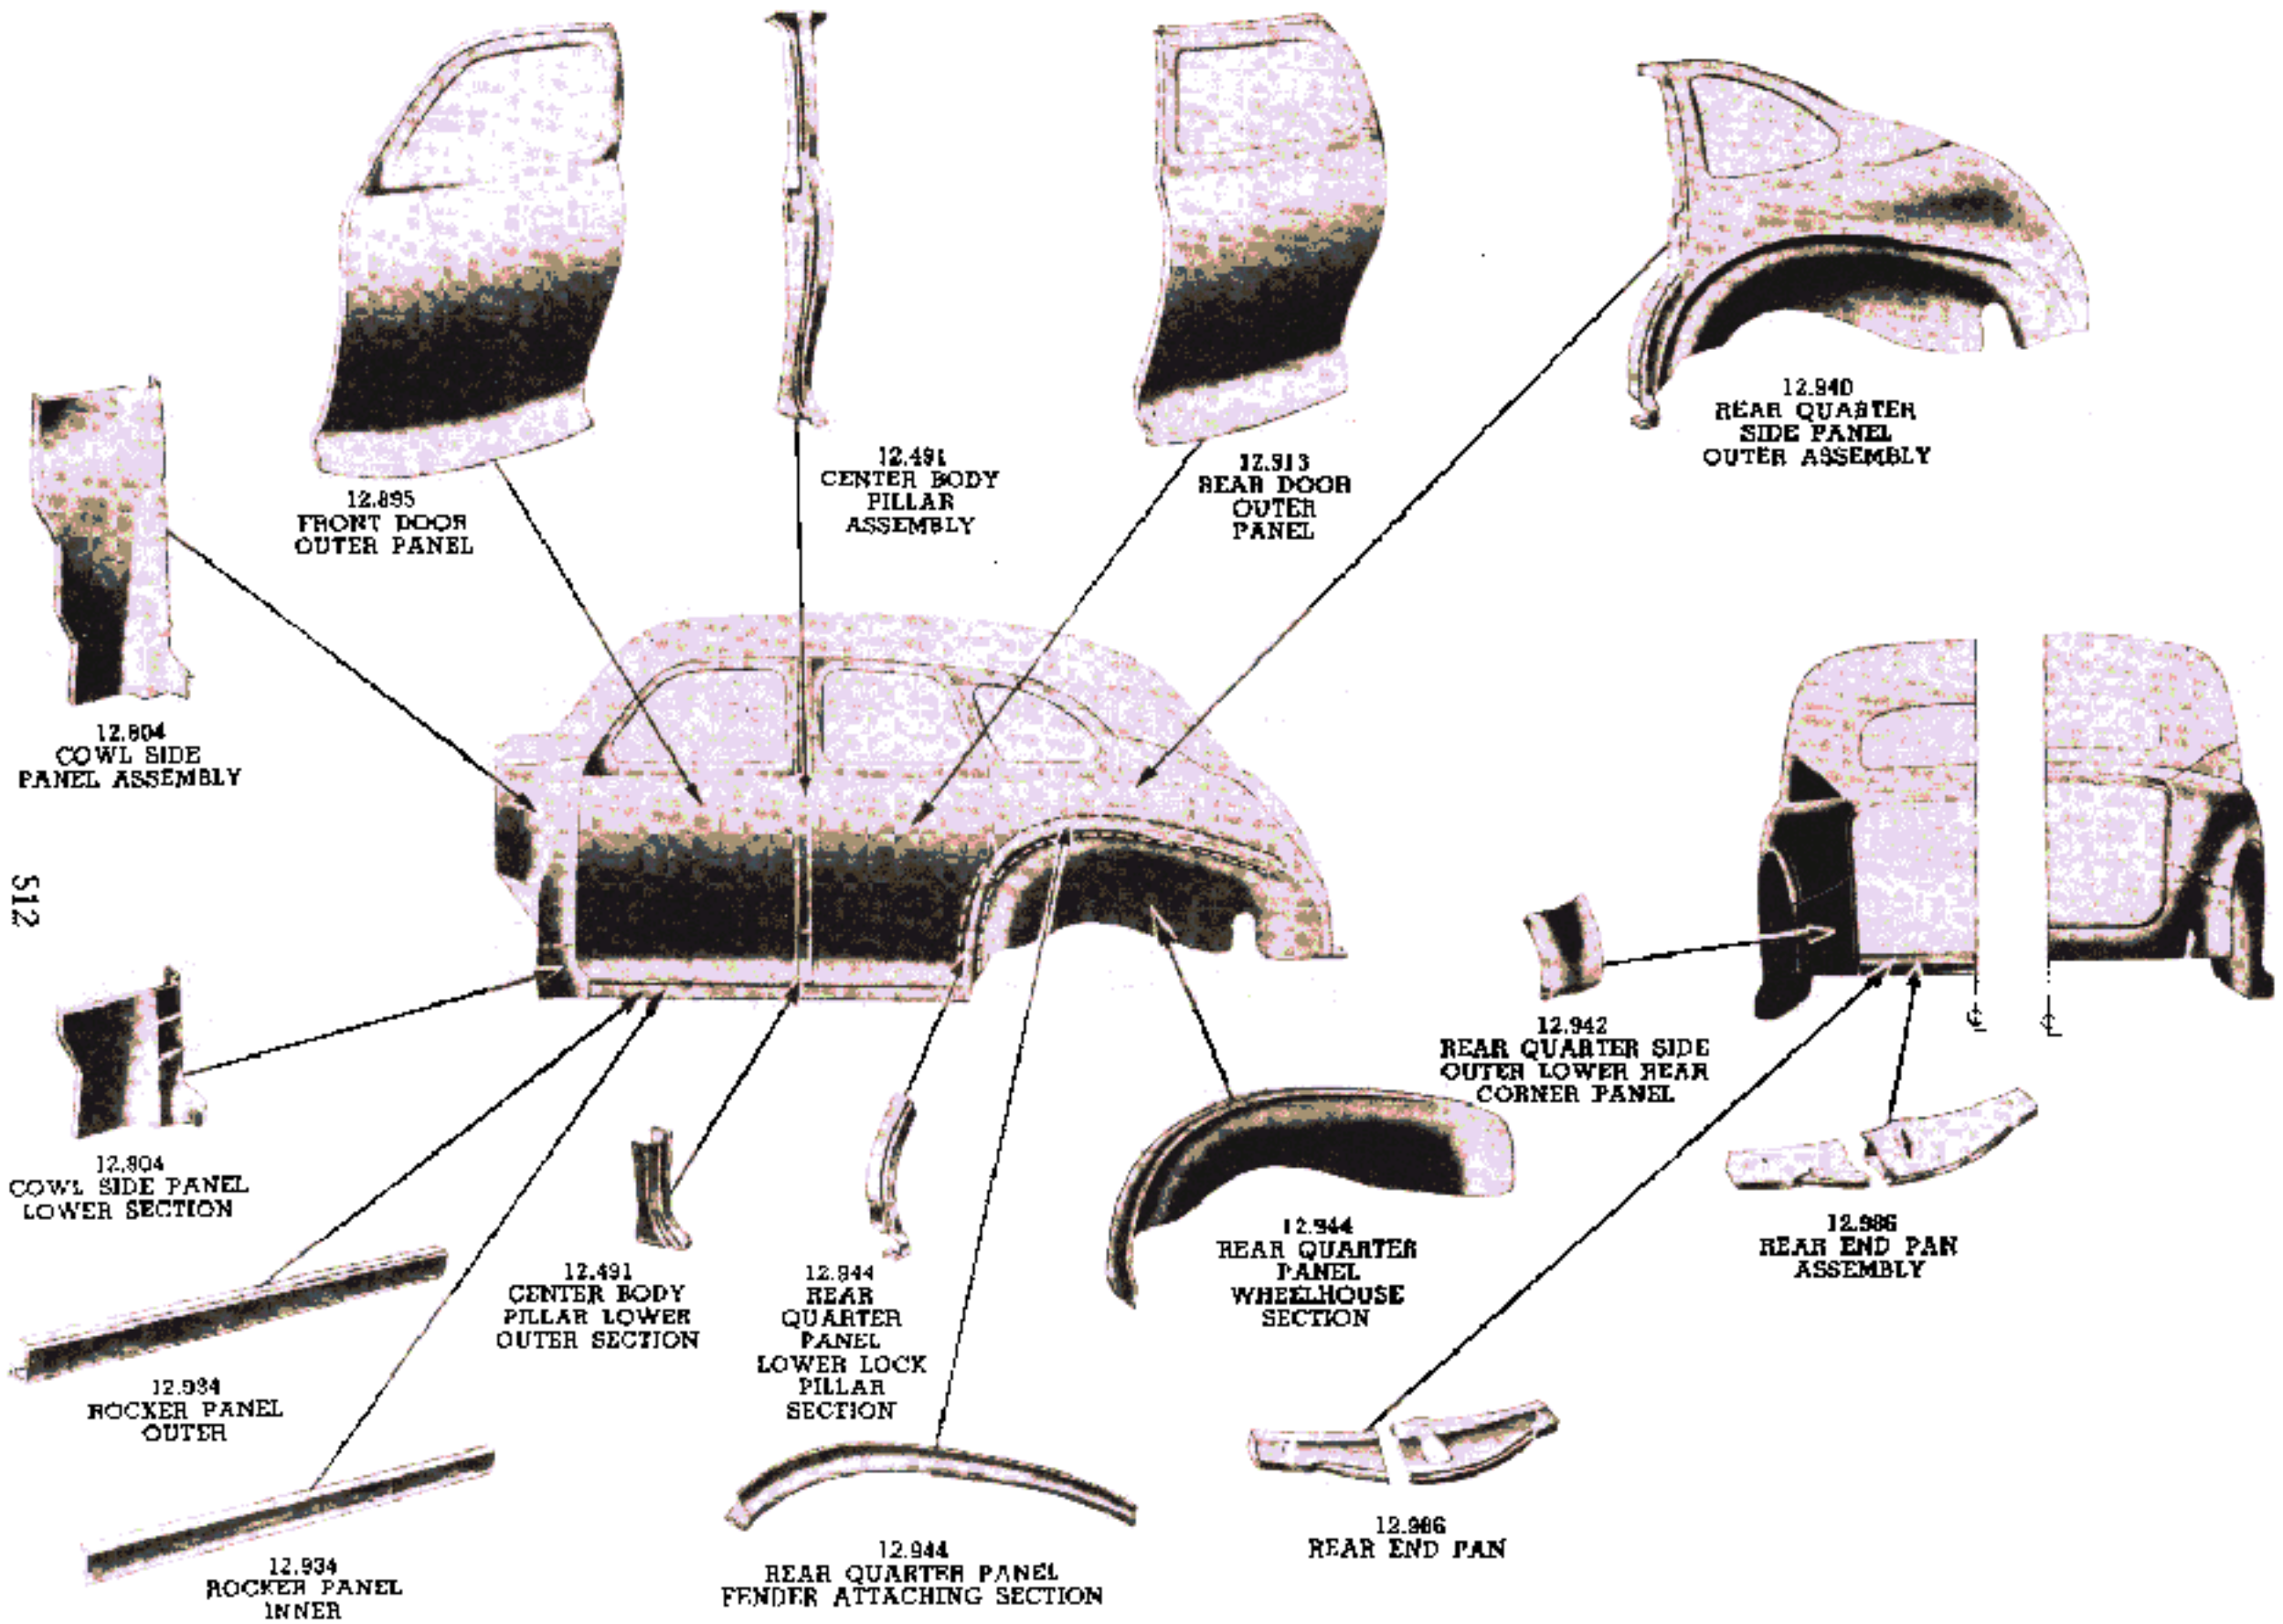 12.895
FRONT DOOR
OUTER PANEL
12.491
CENTER BODY
PILLAR
ASSEMBLY
12.913
REAR DOOR
OUTER
PANEL
12.940
REAR QUARTER
SIDE PANEL
OUTER ASSEMBLY
12.804
COWL SIDE
PANEL ASSEMBLY
512
12.804
COWL SIDE PANEL
LOWER SECTION
12.934
ROCKER PANEL
OUTER
12.934
ROCKER PANEL
INNER
12.491
CENTER BODY
PILLAR LOWER
OUTER SECTION
12.944
REAR
QUARTER
PANEL
LOWER LOCK
PILLAR
SECTION
12.944
REAR QUARTER PANEL
FENDER ATTACHING SECTION
12.944
REAR QUARTER
PANEL
WHEELHOUSE
SECTION
12.942
REAR QUARTER SIDE
OUTER LOWER REAR
CORNER PANEL
12.986
REAR END PAN
ASSEMBLY
12.986
REAR END PAN